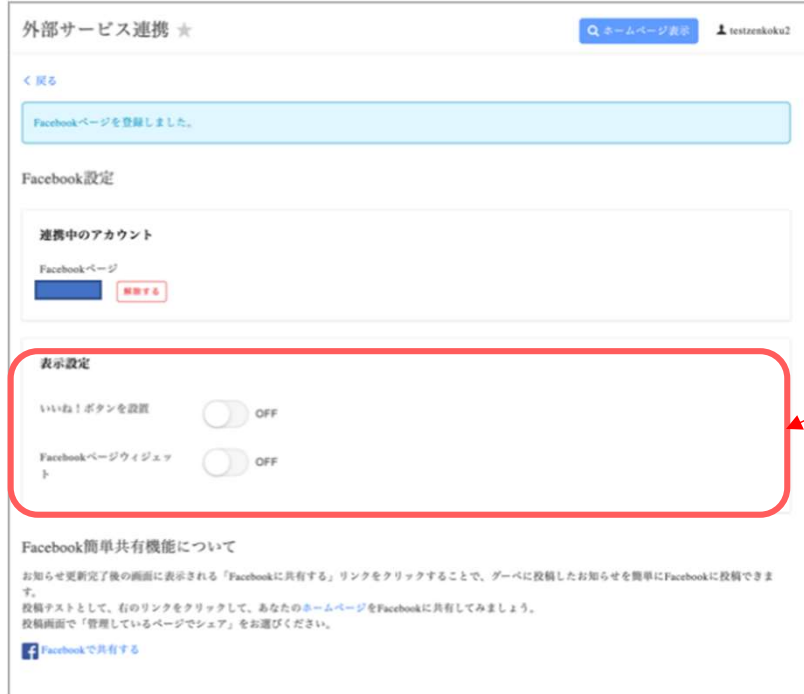 外部サービス連携
ホームページ表示
testzenkoku2
戻る
Facebookページを登録しました。
Facebook設定
連携中のアカウント
Facebookページ
解除する
表示設定
いいね！ボタンを設置
OFF
Facebookページウィジェッ
ト
OFF
Facebook簡単共有機能について
お知らせ更新完了後の画面に表示される「Facebookに共有する」リンクをクリックすることで、グーペに投稿したお知らせを簡単にFacebookに投稿できま
す。
投稿テストとして、右のリンクをクリックして、あなたのホームページをFacebookに共有してみましょう。
投稿画面で「管理しているページでシェア」をお選びください。
Facebookで共有する